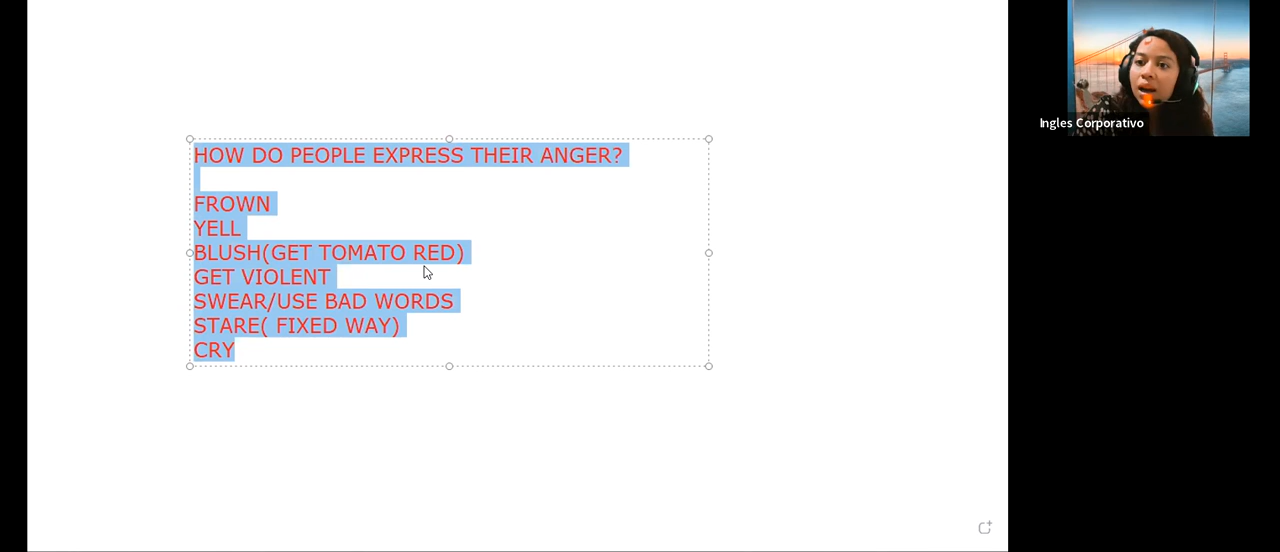 HOW DO PEOPLE EXPRESS THEIR ANGER?
FROWN
YELL
BLUSH(GET TOMATO RED)
GET VIOLENT
SWEAR/USE BAD WORDS
STARE( FIXED WAY)
CRY
Ingles Corporativo